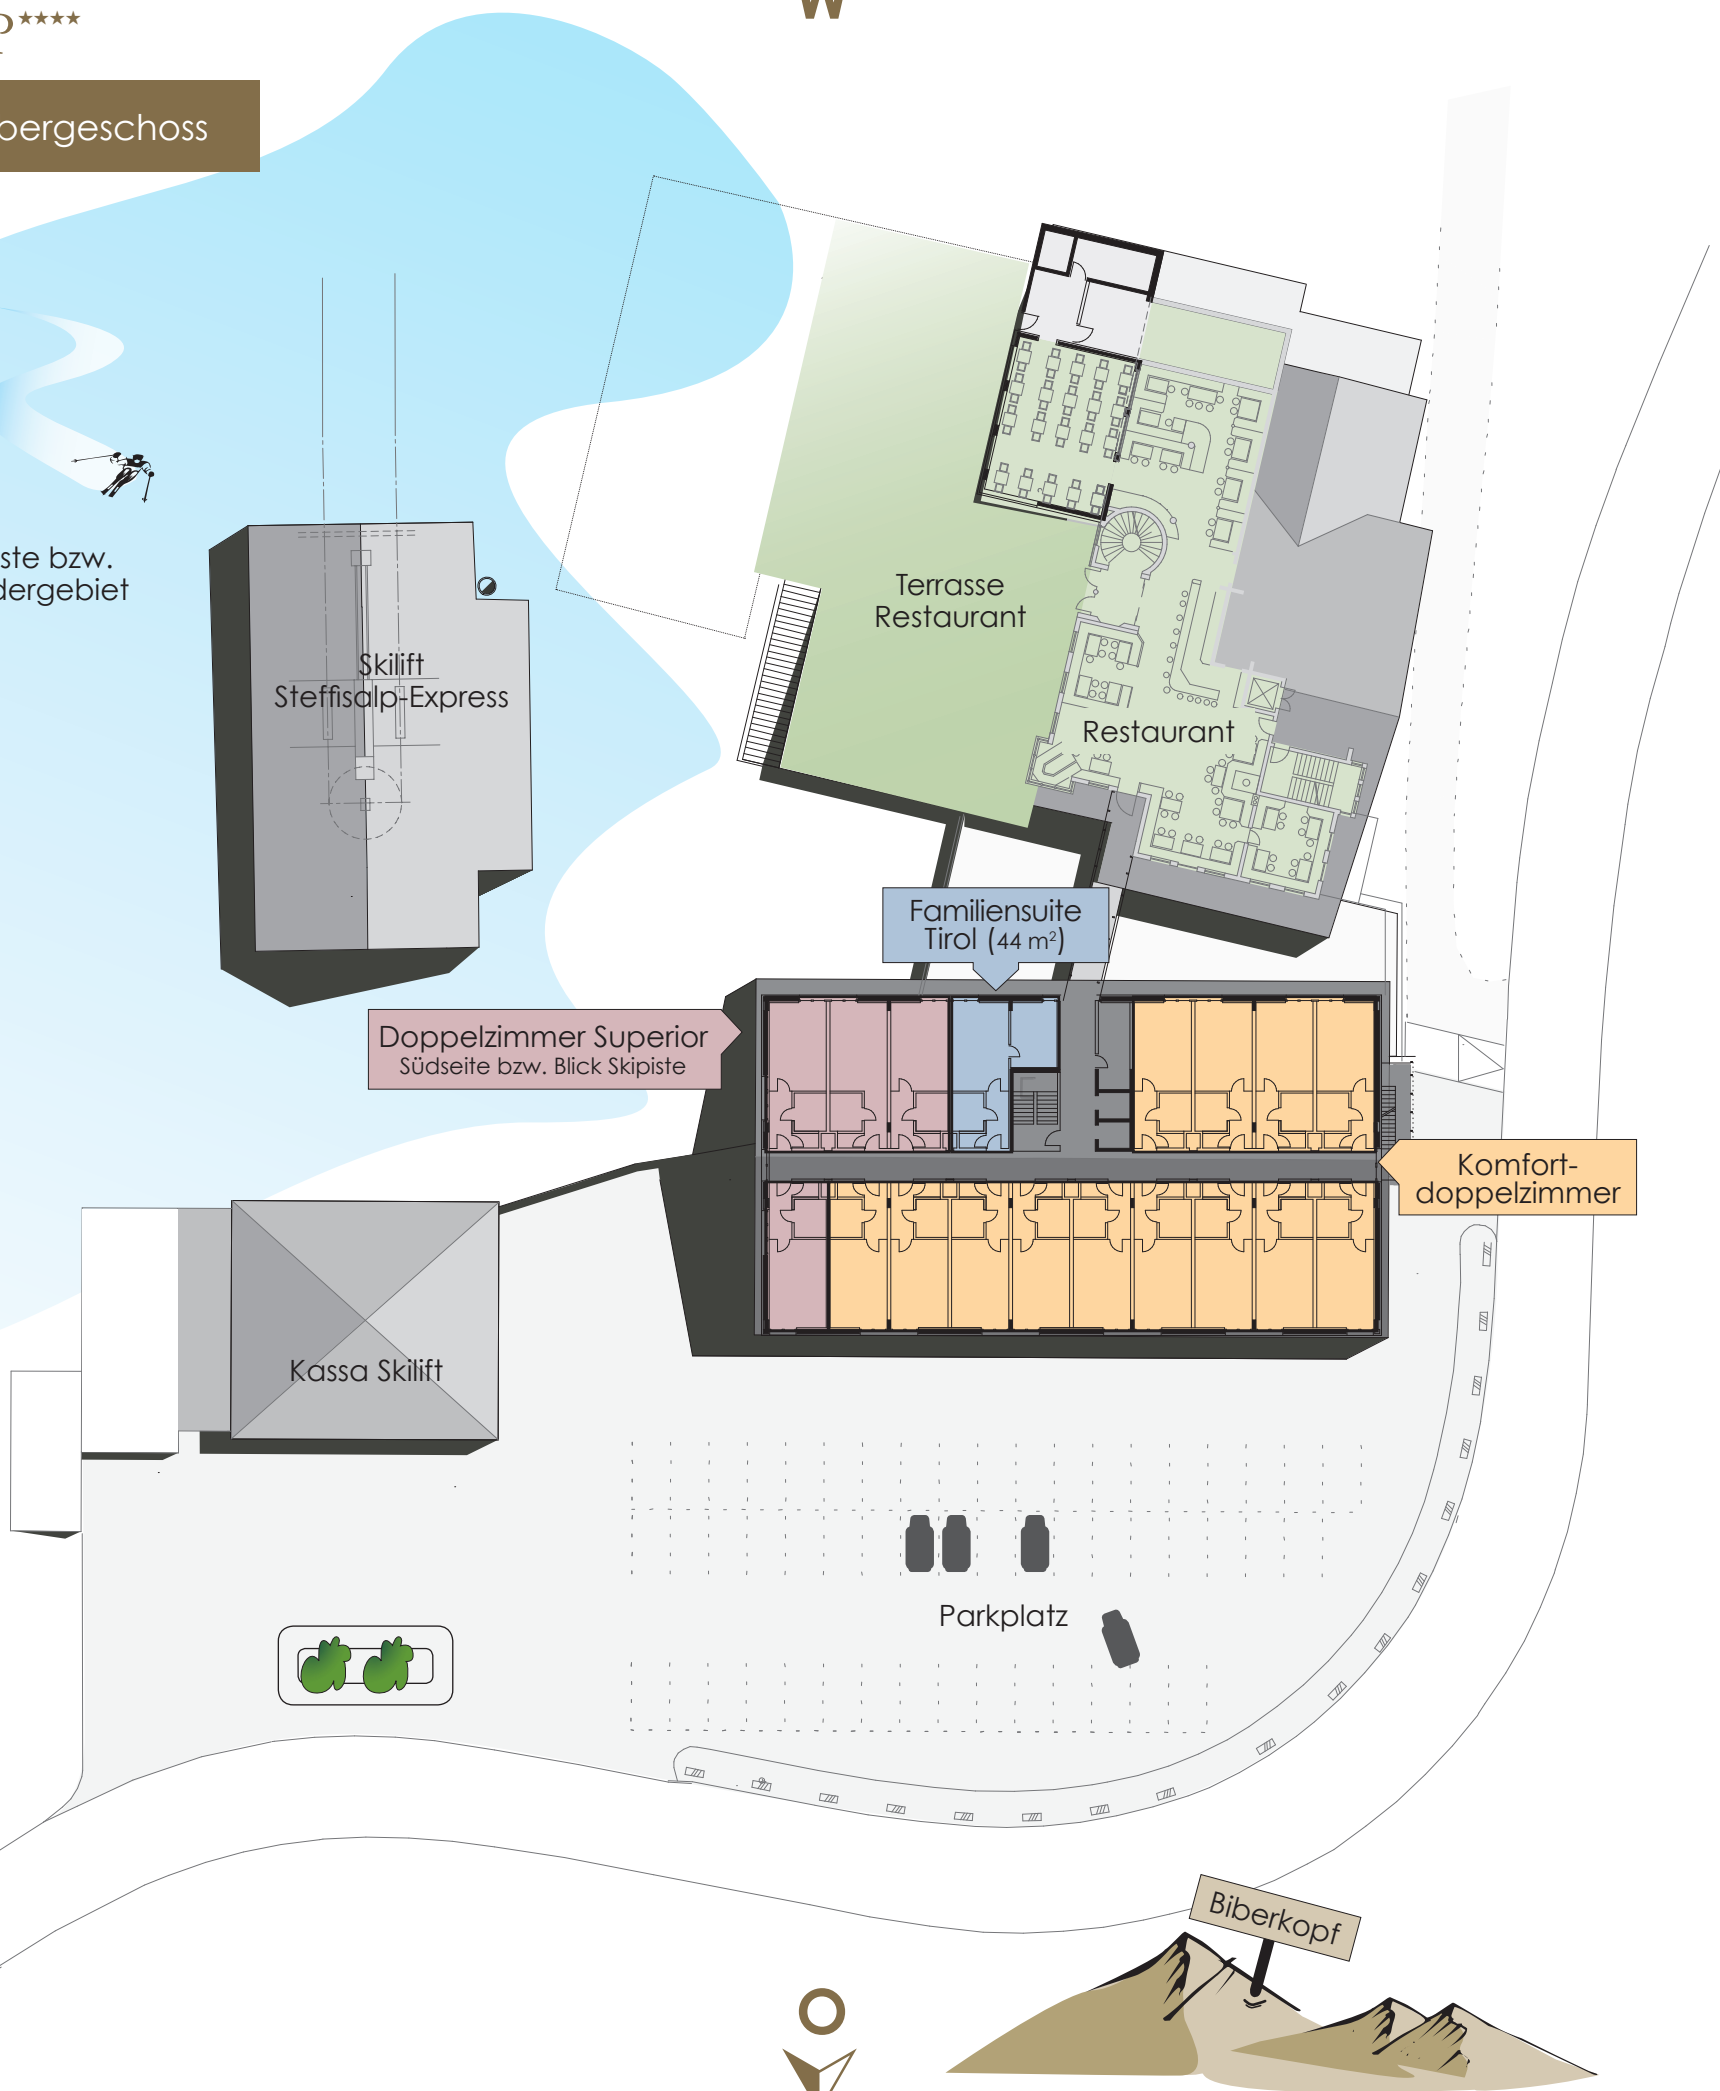 W
P****
bergeschoss
ste bzw.
dergebiet
Skilift
Steffisalp-Express
Terrasse
Restaurant
Restaurant
Familiensuite
Tirol (44 m²)
Doppelzimmer Superior
Südseite bzw. Blick Skipiste
Komfort-
doppelzimmer
Kassa Skilift
Parkplatz
Biberkopf
O